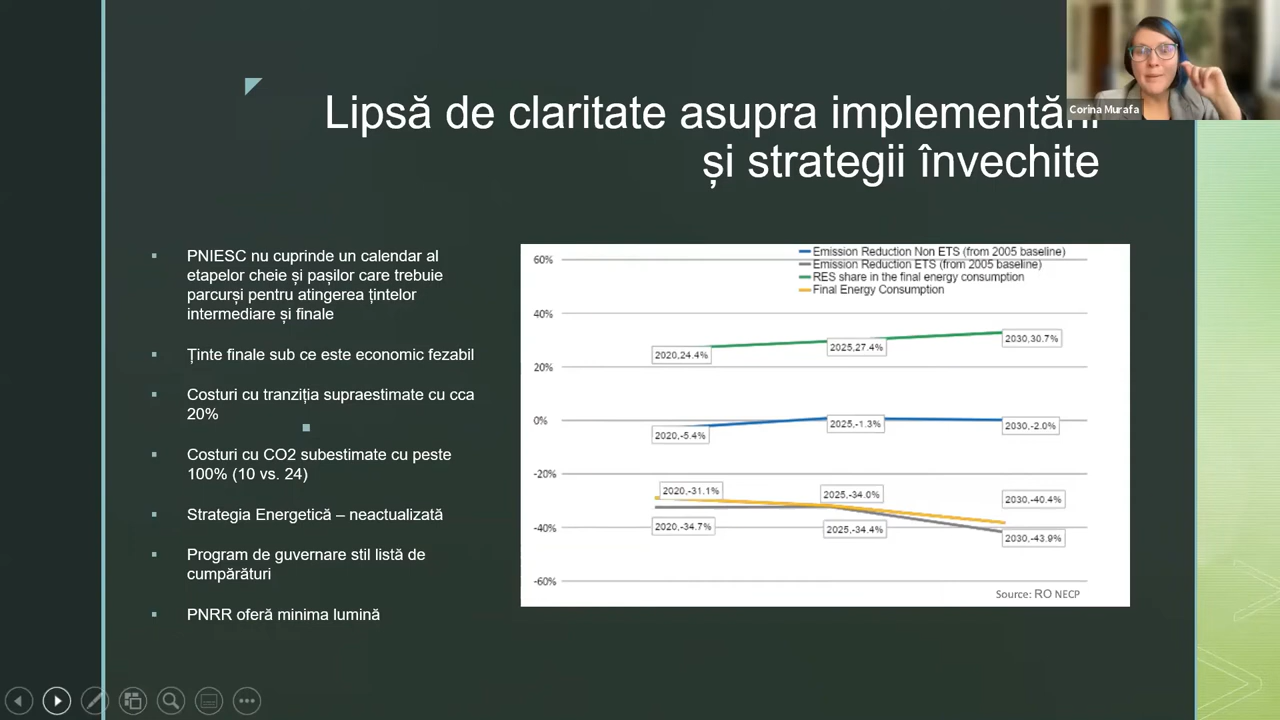 Corina Murafa
Lipsă de claritate asupra implementării
și strategii învechite
PNIESC nu cuprinde un calendar al
etapelor cheie si pașilor care trebuie
parcurși pentru atingerea țintelor
intermediare și finale
Ținte finale sub ce este economic fezabil
Costuri cu tranziția supraestimate cu cca
20%
Costuri cu CO2 subestimate cu peste
100% (10 vs. 24)
Strategia Energetică – neactualizată
Program de guvernare stil listă de
cumpărături
PNRR oferă minima lumină
Emission Reduction Non ETS (from 2005 baseline)
Emission Reduction ETS (from 2005 baseline)
RES share in the final energy consumption
Final Energy Consumption
60%
40%
20%
0%
-20%
-40%
-60%
2020,24.4%
2025,27.4%
2030,30.7%
2020,-5.4%
2025,-1.3%
2030,-2.0%
2020,-31.1%
2025,-34.0%
2030,-40.4%
2020,-34.7%
2025,-34.4%
2030,-43.9%
Source: RO NECP